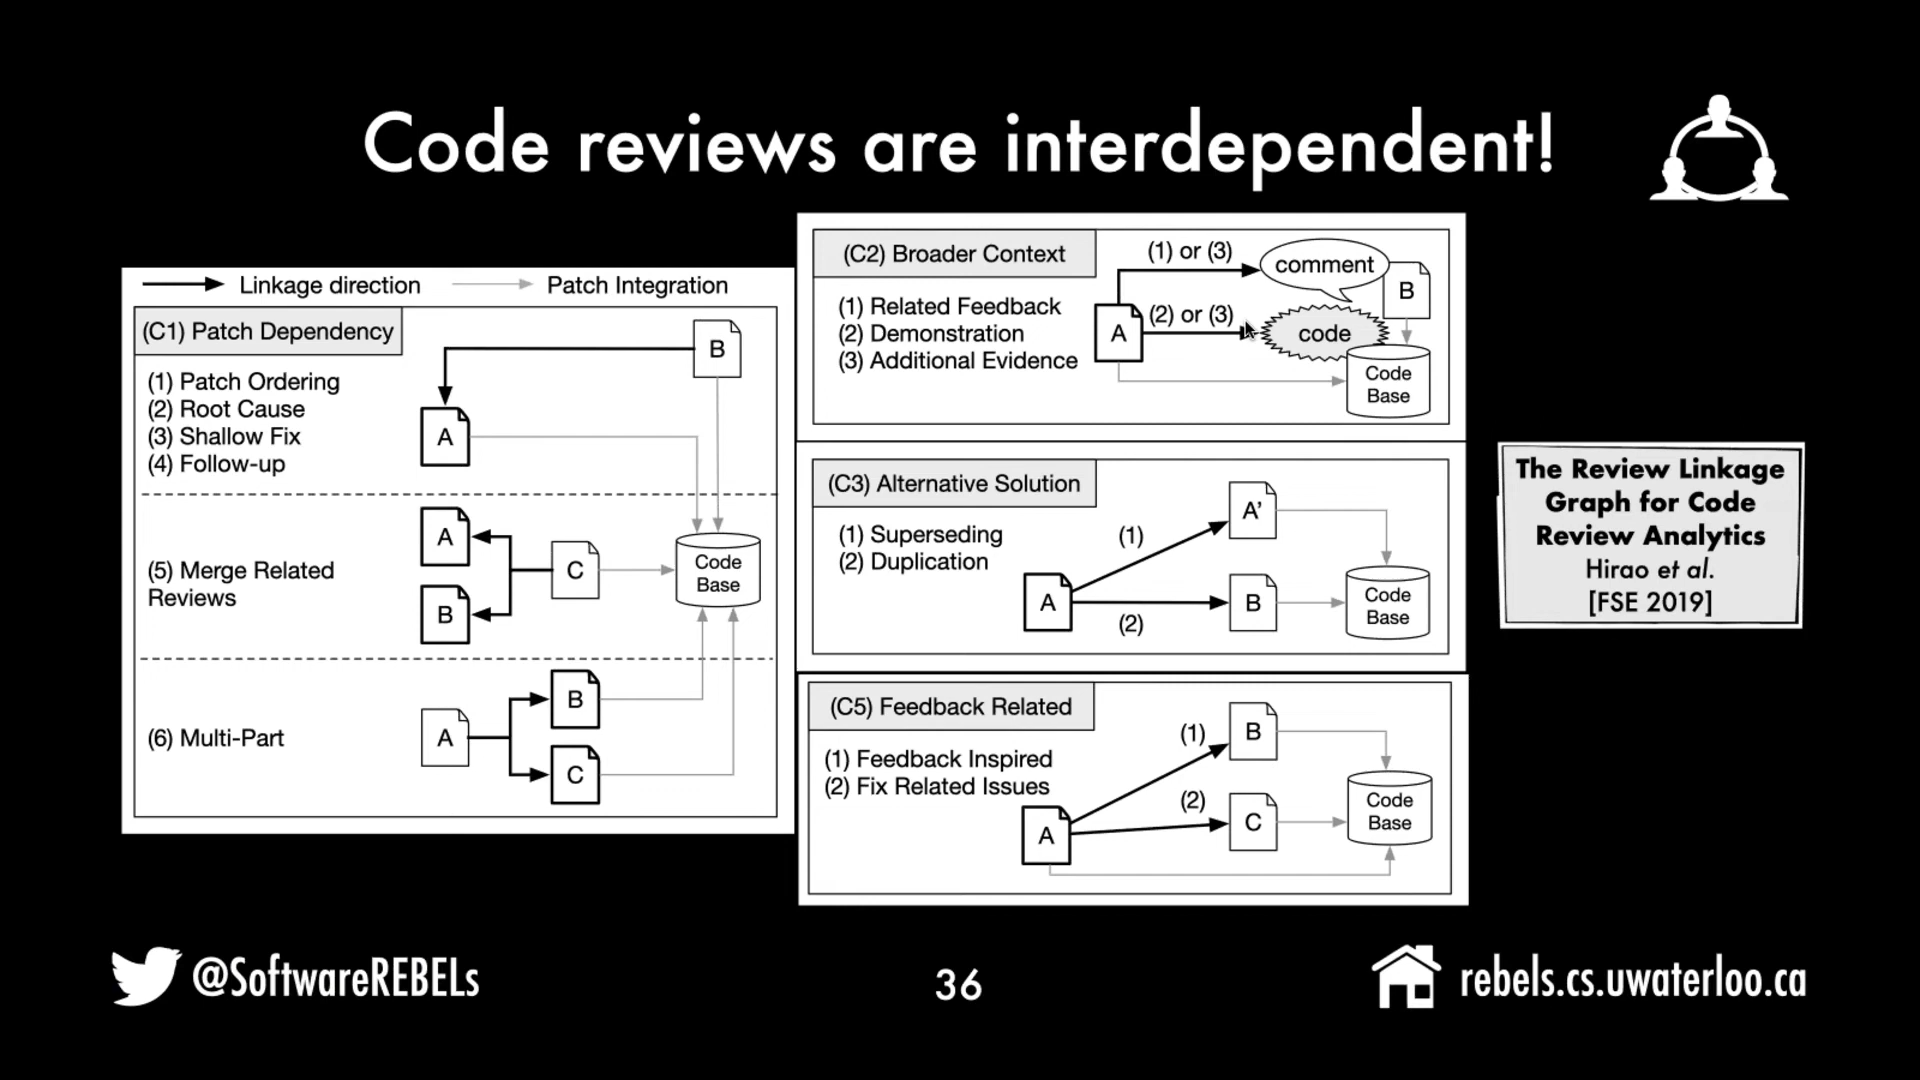 Code reviews are interdependent!
Linkage direction
Patch Integration
(C1) Patch Dependency
(1) Patch Ordering
(2) Root Cause
(3) Shallow Fix
(4) Follow-up
B
A
(5) Merge Related
Reviews
A
B
C
Code
Base
(6) Multi-Part
A
B
C
(C2) Broader Context
(1) Related Feedback
(2) Demonstration
(3) Additional Evidence
(1) or (3)
(2) or (3)
A
comment
code
B
Code
Base
(C3) Alternative Solution
(1) Superseding
(2) Duplication
(1)
(2)
A
A'
B
Code
Base
(C5) Feedback Related
(1) Feedback Inspired
(2) Fix Related Issues
(1)
(2)
A
B
C
Code
Base
The Review Linkage
Graph for Code
Review Analytics
Hirao et al.
[FSE 2019]
@SoftwareREBELs
36
rebels.cs.uwaterloo.ca